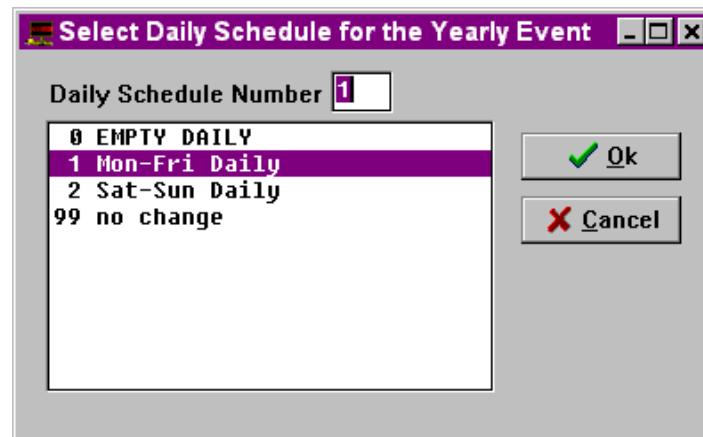 Select Daily Schedule for the Yearly Event
Daily Schedule Number 1
0 EMPTY DAILY
1 Mon-Fri Daily
2 Sat-Sun Daily
99 no change
Ok
Cancel